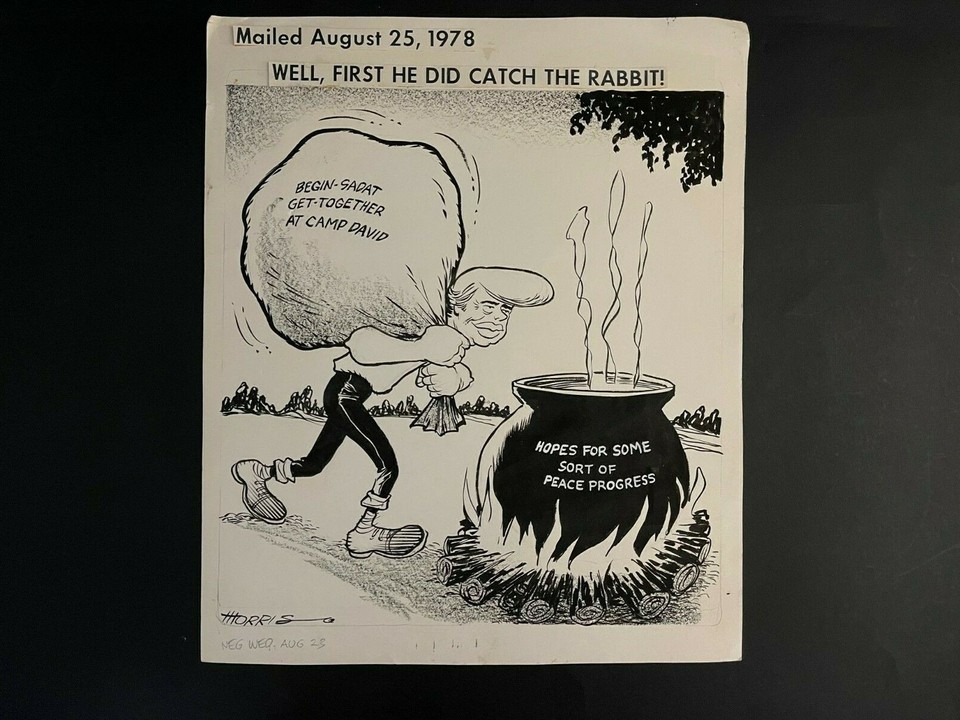 Mailed August 25, 1978
WELL, FIRST HE DID CATCH THE RABBIT!
BEGIN-SADAT
GET-TOGETHER
AT CAMP DAVID
HOPES FOR SOME
SORT OF
PEACE PROGRESS
MORRIS
NEG WED. AUG 23